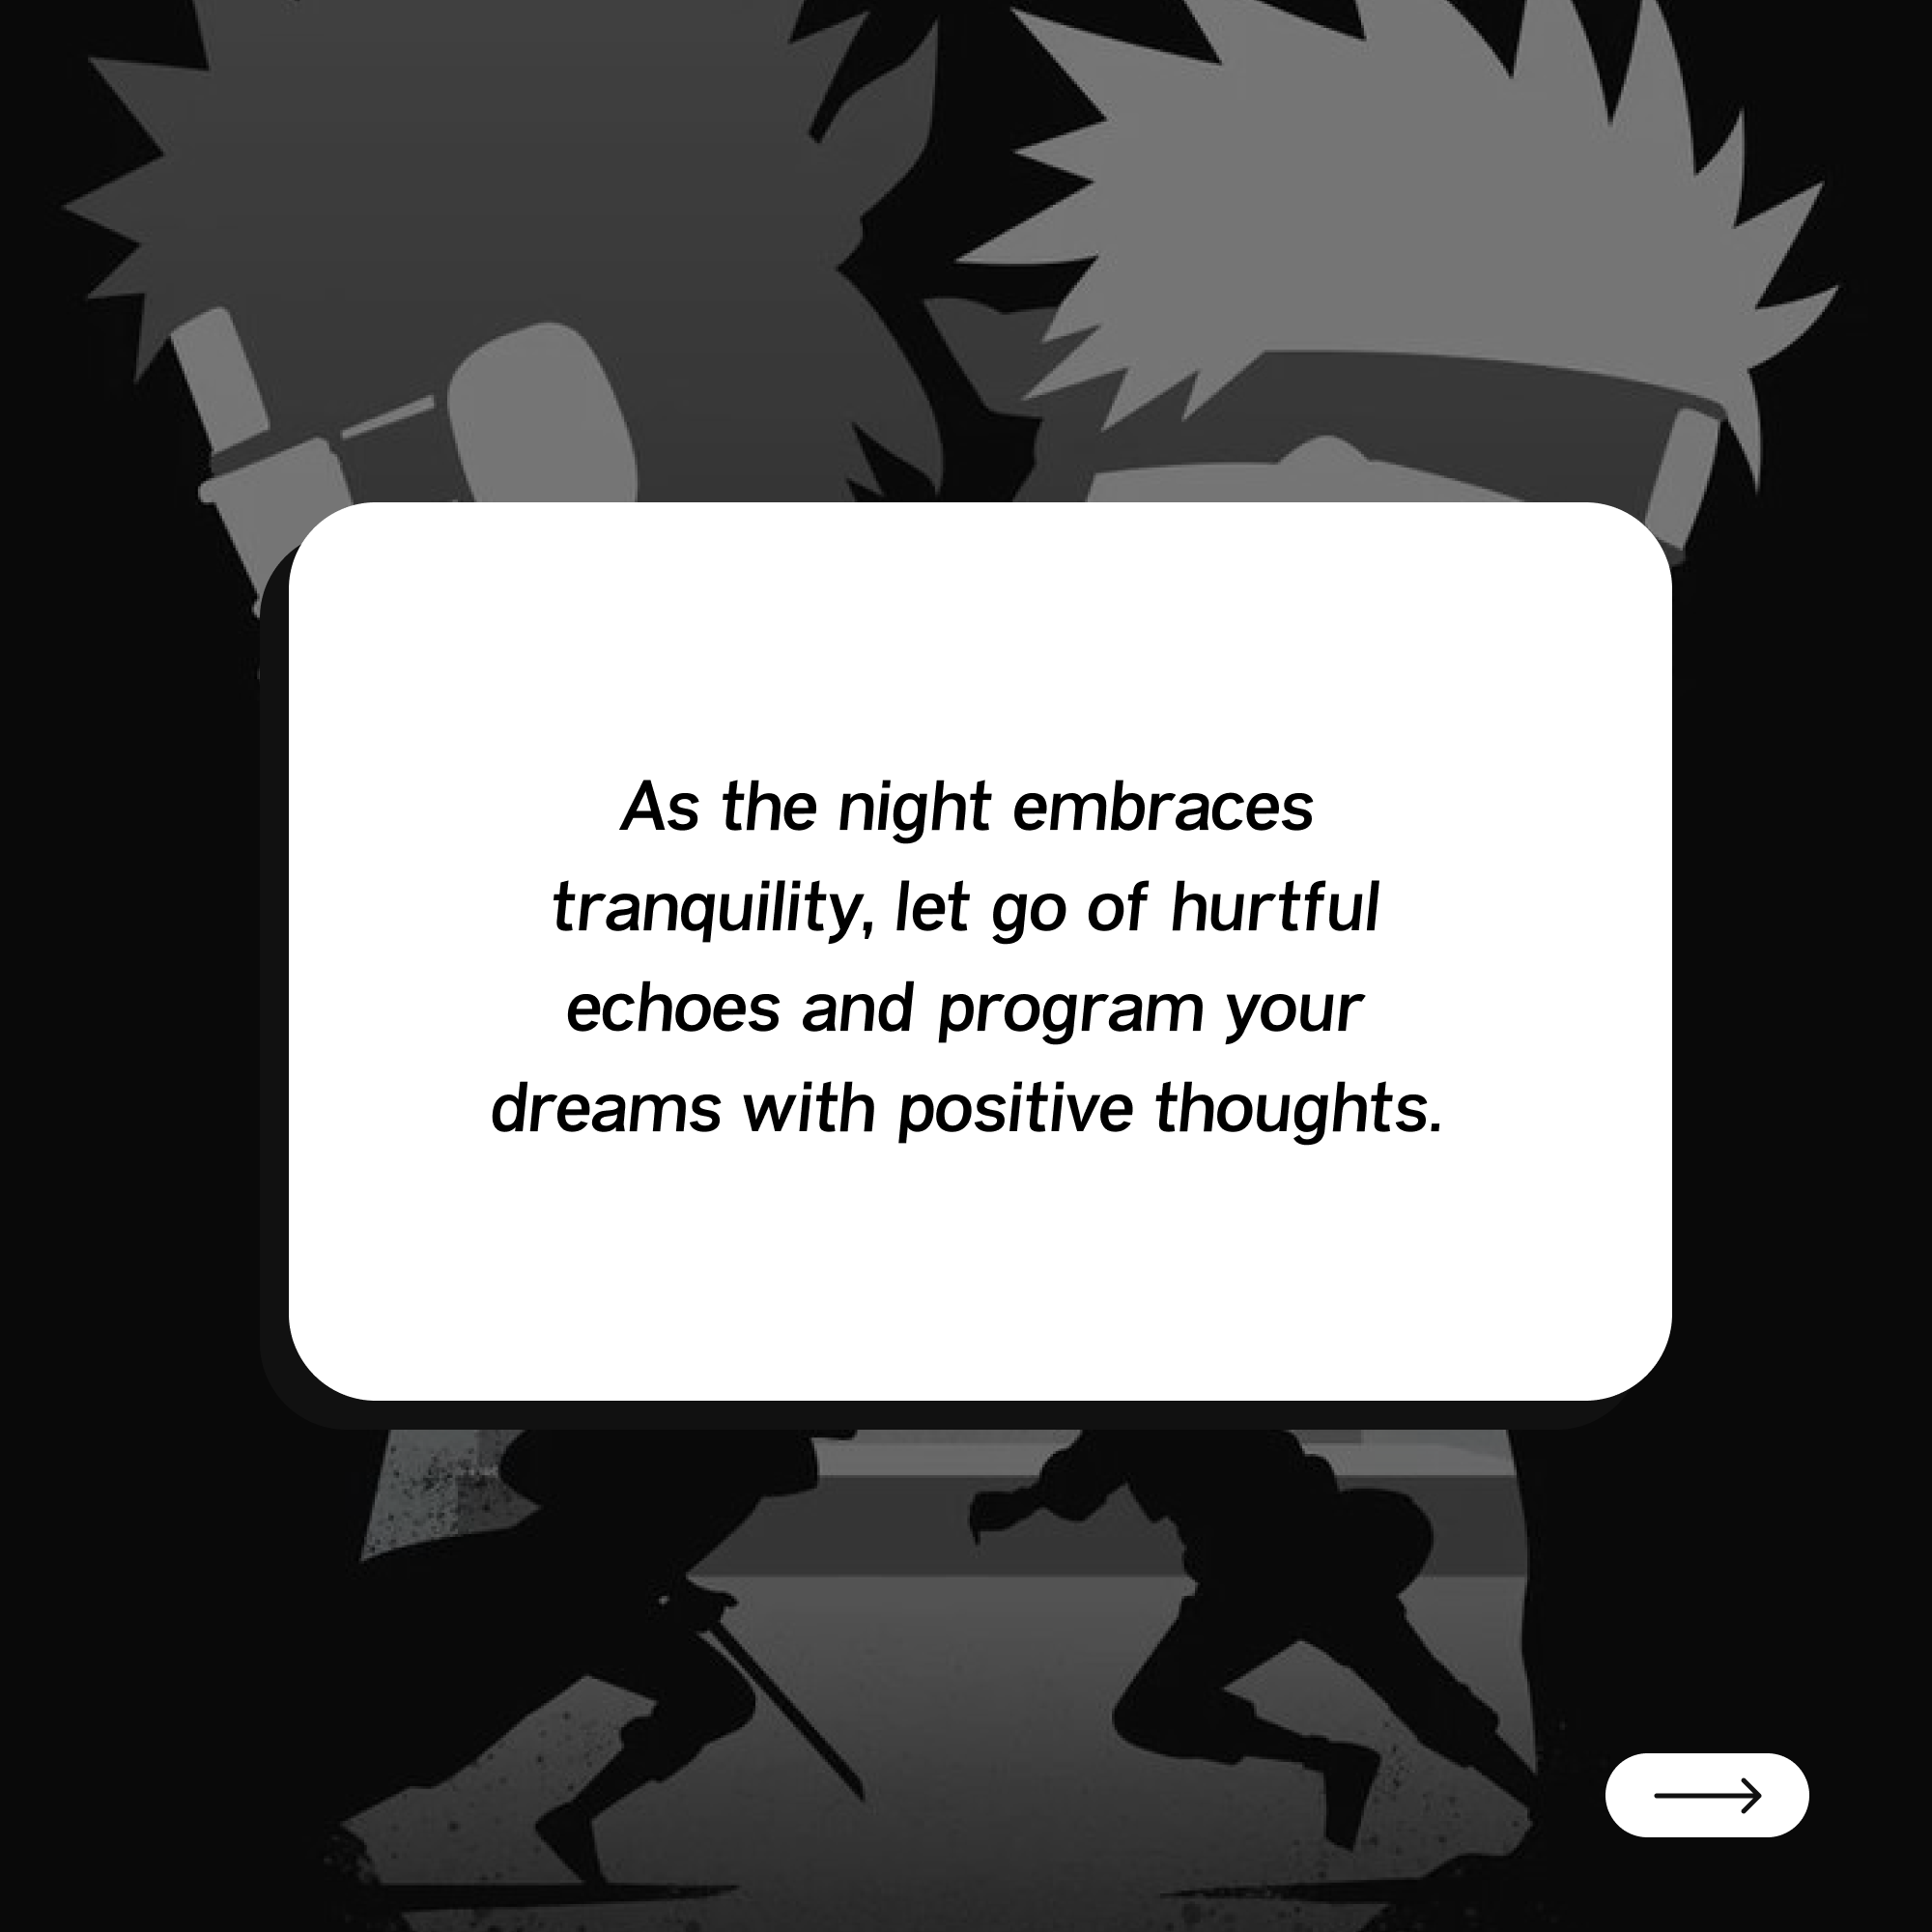 As the night embraces
tranquility, let go of hurtful
echoes and program your
dreams with positive thoughts.